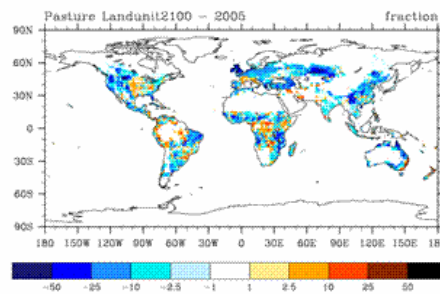 Pasture Landunit2100 - 2005 fraction
90N
60N
30N
0
30S
60S
90S
180 150W 120W 90W 60W 30W 0 30E 60E 90E 120E 150E 180
-50 -25 -10 -2.5 -1 1 2.5 10 25 50